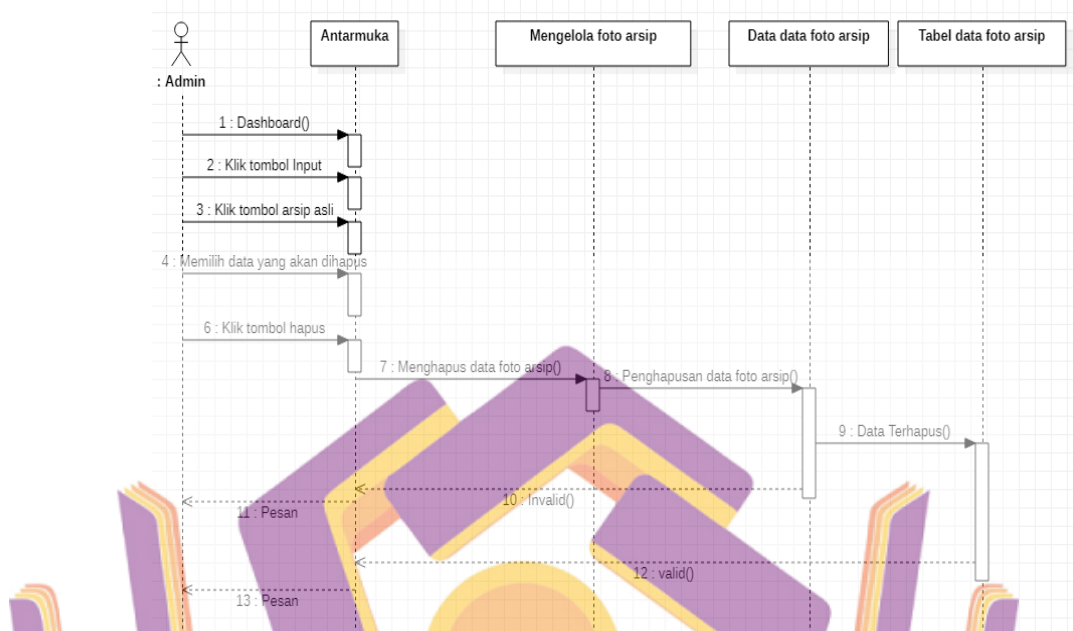 Antarmuka
Mengelola foto arsip
Data data foto arsip
Tabel data foto arsip
: Admin
1 : Dashboard()
2 : Klik tombol Input
3 : Klik tombol arsip asli
4 : Memilih data yang akan dihapus
6 : Klik tombol hapus
7 : Menghapus data foto arsip()
8 : Penghapusan data foto arsip()
9 : Data Terhapus()
10 : Invalid()
11 : Pesan
12 : valid()
13 : Pesan